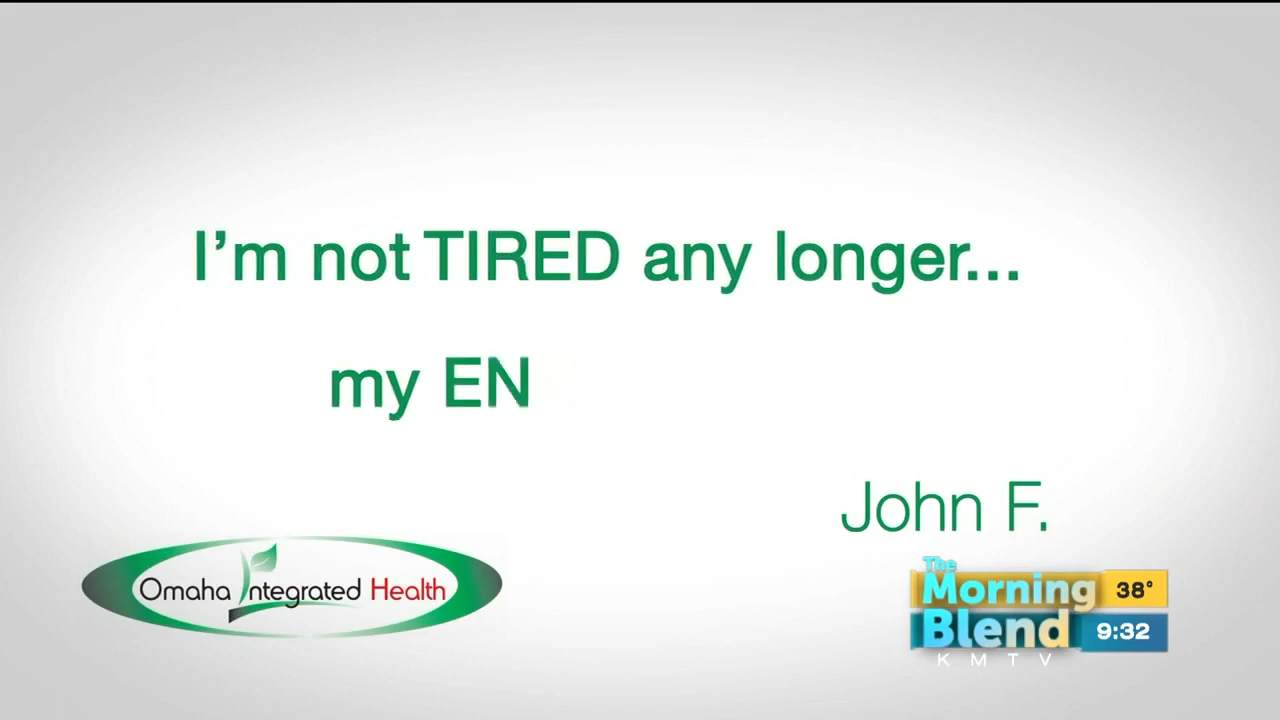 I'm not TIRED any longer...
my EN
John F.
Omaha Integrated Health
The
Morning
Blend
KMTV
38°
9:32